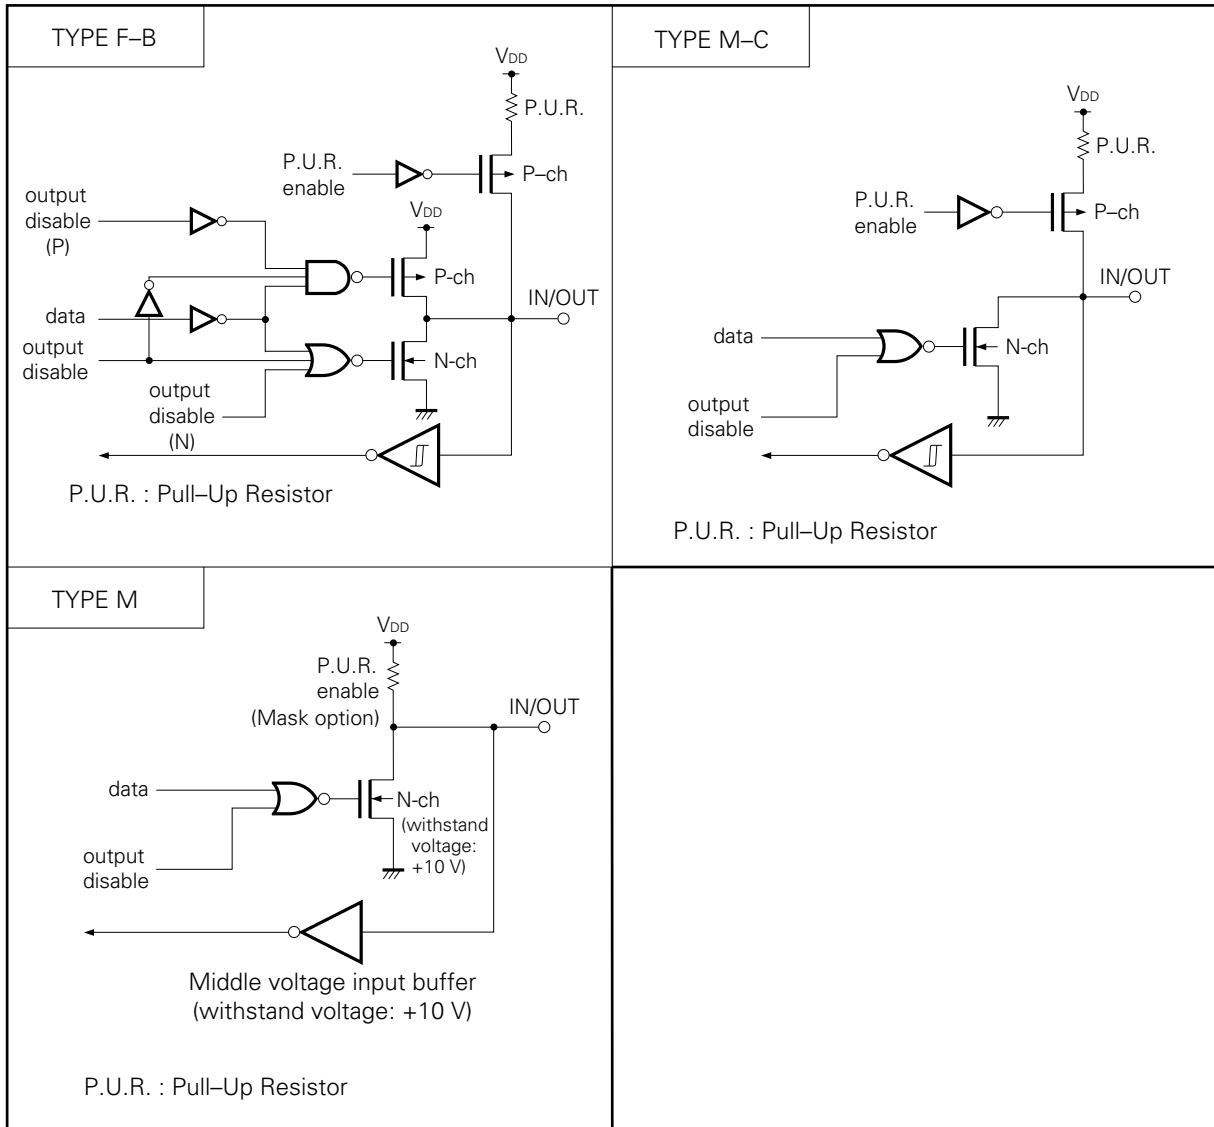 TYPE F–B
VDD
P.U.R.
P.U.R.
enable
P–ch
output
disable
(P)
VDD
P-ch
IN/OUT
data
output
disable
N-ch
output
disable
(N)
P.U.R. : Pull–Up Resistor
TYPE M–C
VDD
P.U.R.
P.U.R.
enable
P–ch
IN/OUT
data
N-ch
output
disable
P.U.R. : Pull–Up Resistor
TYPE M
VDD
P.U.R.
enable
(Mask option)
IN/OUT
data
N-ch
(withstand
voltage:
+10 V)
output
disable
Middle voltage input buffer
(withstand voltage: +10 V)
P.U.R. : Pull–Up Resistor